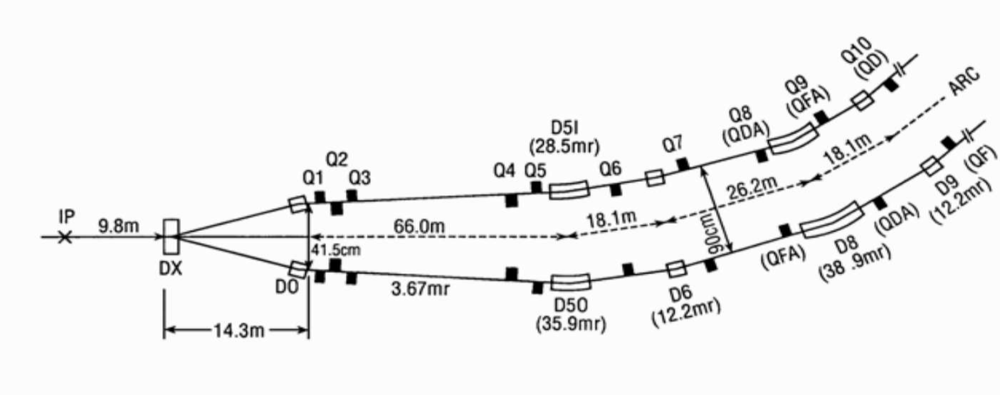 Q10
(QD)
Q9
(QFA)
ARC
Q8
(QDA)
D5I
(28.5mr)
Q7
18.1m
Q2
Q1
Q3
Q4
Q5
Q6
26.2m
(QF)
D9
(12.2mr)
IP
9.8m
66.0m
18.1m
90cm
(QDA)
41.5cm
(QFA)
D8
(38 .9mr)
DX
DO
3.67mr
D5O
(35.9mr)
D6
(12.2mr)
14.3m